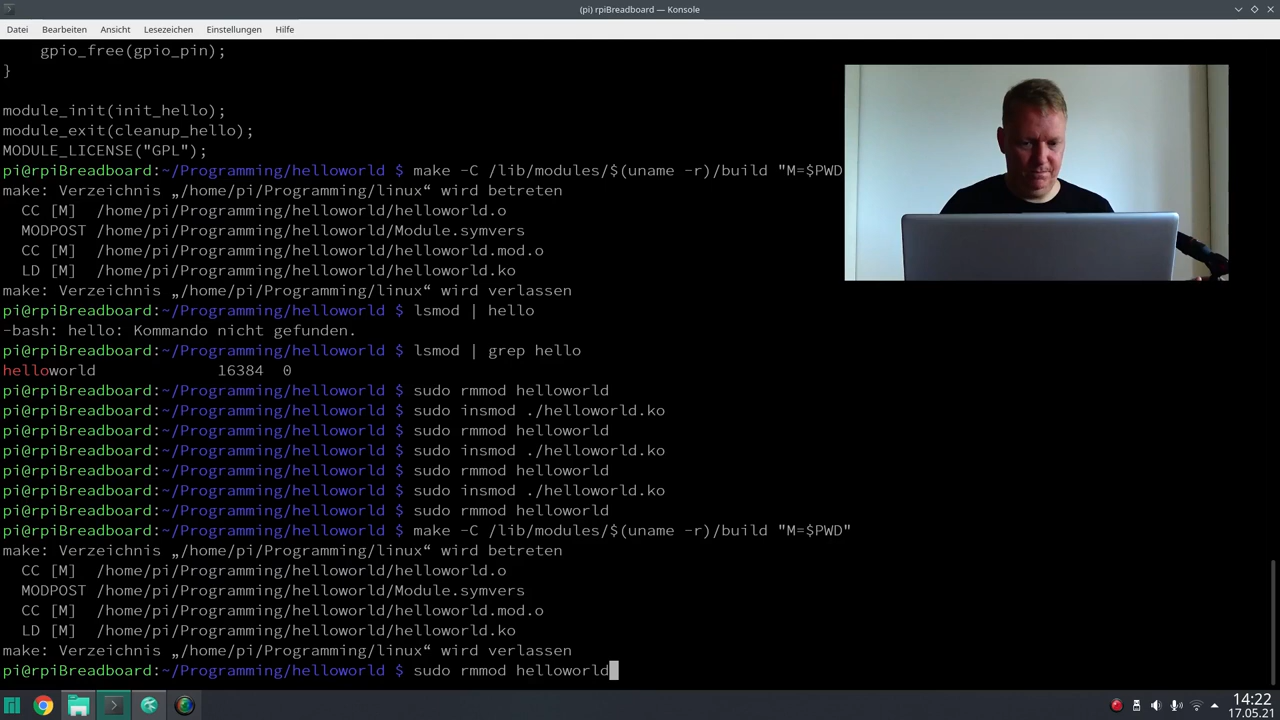 (pi) rpiBreadboard — Konsole
Datei Bearbeiten Ansicht Lesezeichen Einstellungen Hilfe
gpio_free(gpio_pin);
}
module_init(init_hello);
module_exit(cleanup_hello);
MODULE_LICENSE("GPL");
pi@rpiBreadboard:~/Programming/helloworld $ make -C /lib/modules/$(uname -r)/build "M=$PWD
make: Verzeichnis „/home/pi/Programming/linux“ wird betreten
CC [M] /home/pi/Programming/helloworld/helloworld.o
MODPOST /home/pi/Programming/helloworld/Module.symvers
CC [M] /home/pi/Programming/helloworld/helloworld.mod.o
LD [M] /home/pi/Programming/helloworld/helloworld.ko
make: Verzeichnis „/home/pi/Programming/linux“ wird verlassen
pi@rpiBreadboard:~/Programming/helloworld $ lsmod | hello
-bash: hello: Kommando nicht gefunden.
pi@rpiBreadboard:~/Programming/helloworld $ lsmod | grep hello
helloworld 16384 0
pi@rpiBreadboard:~/Programming/helloworld $ sudo rmmod helloworld
pi@rpiBreadboard:~/Programming/helloworld $ sudo insmod ./helloworld.ko
pi@rpiBreadboard:~/Programming/helloworld $ sudo rmmod helloworld
pi@rpiBreadboard:~/Programming/helloworld $ sudo insmod ./helloworld.ko
pi@rpiBreadboard:~/Programming/helloworld $ sudo rmmod helloworld
pi@rpiBreadboard:~/Programming/helloworld $ sudo insmod ./helloworld.ko
pi@rpiBreadboard:~/Programming/helloworld $ sudo rmmod helloworld
pi@rpiBreadboard:~/Programming/helloworld $ make -C /lib/modules/$(uname -r)/build "M=$PWD"
make: Verzeichnis „/home/pi/Programming/linux“ wird betreten
CC [M] /home/pi/Programming/helloworld/helloworld.o
MODPOST /home/pi/Programming/helloworld/Module.symvers
CC [M] /home/pi/Programming/helloworld/helloworld.mod.o
LD [M] /home/pi/Programming/helloworld/helloworld.ko
make: Verzeichnis „/home/pi/Programming/linux“ wird verlassen
pi@rpiBreadboard:~/Programming/helloworld $ sudo rmmod helloworld
14:22
17.05.21